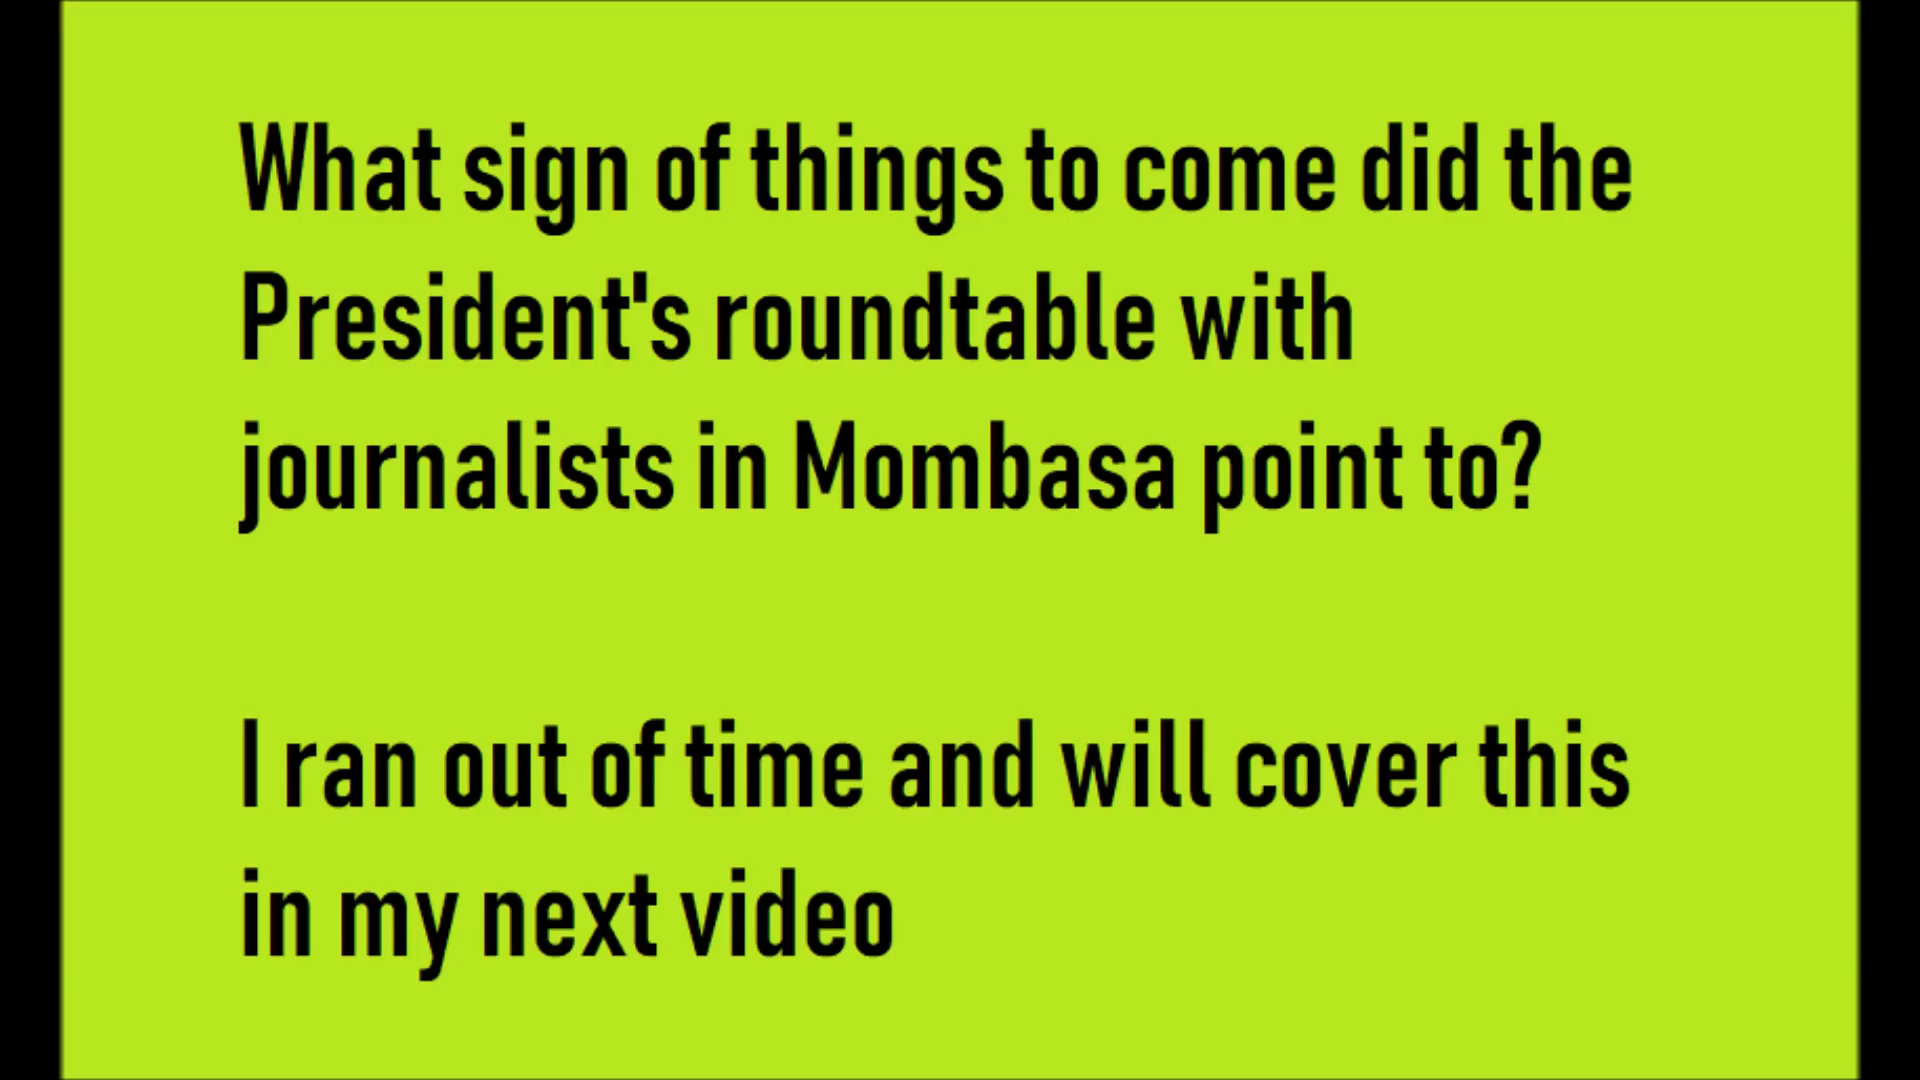 What sign of things to come did the
President's roundtable with
journalists in Mombasa point to?
I ran out of time and will cover this
in my next video